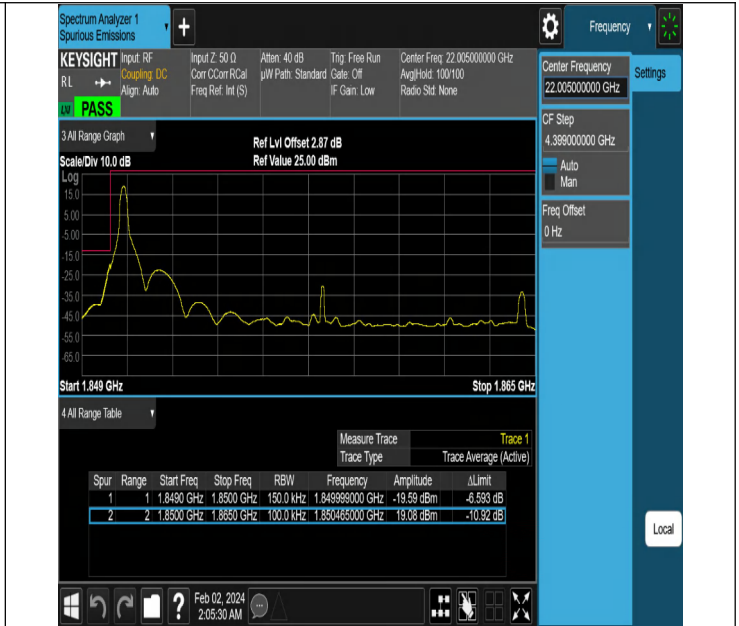 Spectrum Analyzer 1
Spurious Emissions
+
Frequency
KEYSIGHT Input: RF Input Z: 50 Ω Atten: 40 dB Trig: Free Run Center Freq: 22.005000000 GHz
RL Coupling: DC Corr CCorr RCal µW Path: Standard Gate: Off Avg|Hold: 100/100
Align: Auto Freq Ref: Int (S) IF Gain: Low Radio Std: None
PASS
3 All Range Graph
Ref Lvl Offset 2.87 dB
Scale/Div 10.0 dB Ref Value 25.00 dBm
Log
15.0
5.00
-5.00
-15.0
-25.0
-35.0
-45.0
-55.0
-65.0
Start 1.849 GHz Stop 1.865 GHz
4 All Range Table
Measure Trace Trace 1
Trace Type Trace Average (Active)
Spur Range Start Freq Stop Freq RBW Frequency Amplitude ΔLimit
1 1 1.8490 GHz 1.8500 GHz 150.0 kHz 1.849999000 GHz -19.59 dBm -6.593 dB
2 2 1.8500 GHz 1.8650 GHz 100.0 kHz 1.850465000 GHz 19.08 dBm -10.92 dB
Center Frequency
22.005000000 GHz
Settings
CF Step
4.399000000 GHz
Auto
Man
Freq Offset
0 Hz
Local
?
Feb 02, 2024
2:05:30 AM